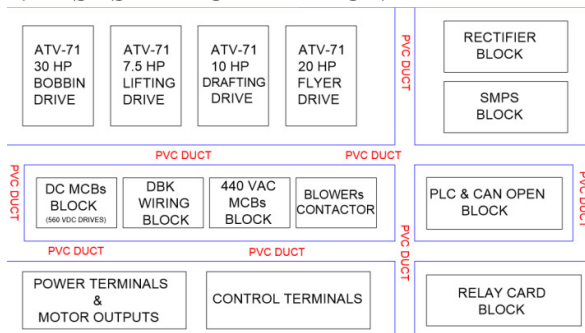 ATV-71
30 HP
BOBBIN
DRIVE
ATV-71
7.5 HP
LIFTING
DRIVE
ATV-71
10 HP
DRAFTING
DRIVE
ATV-71
20 HP
FLYER
DRIVE
PVC DUCT
RECTIFIER
BLOCK
SMPS
BLOCK
PVC DUCT
PVC DUCT
PVC DUCT
DC MCBs
BLOCK
(560 VDC DRIVES)
DBK
WIRING
BLOCK
440 VAC
MCBs
BLOCK
BLOWERs
CONTACTOR
PLC & CAN OPEN
BLOCK
PVC DUCT
PVC DUCT
PVC DUCT
PVC DUCT
POWER TERMINALS
&
MOTOR OUTPUTS
CONTROL TERMINALS
RELAY CARD
BLOCK